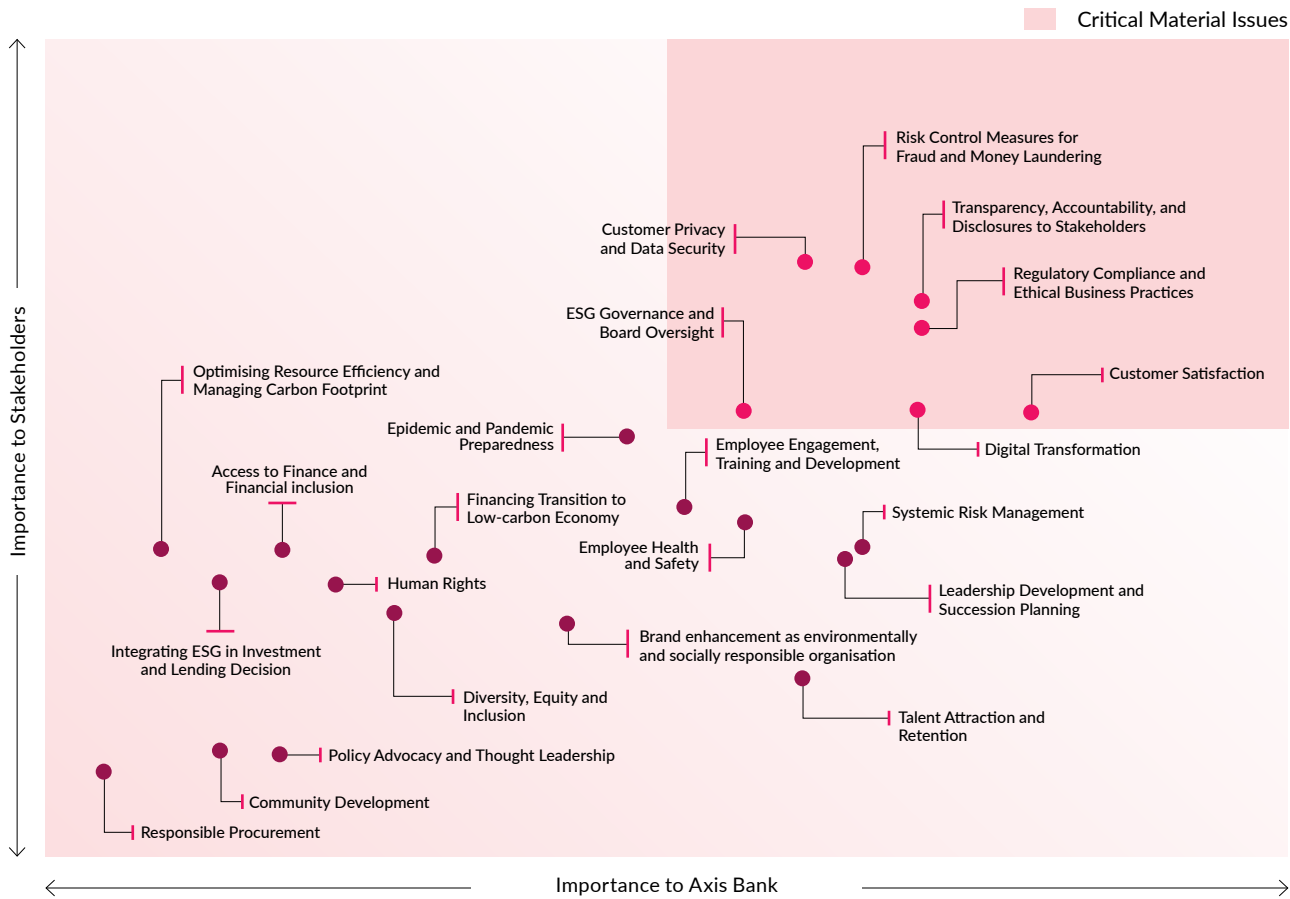 Critical Material Issues
Importance to Stakeholders
Risk Control Measures for
Fraud and Money Laundering
Transparency, Accountability, and
Disclosures to Stakeholders
Customer Privacy
and Data Security
Regulatory Compliance and
Ethical Business Practices
ESG Governance and
Board Oversight
Optimising Resource Efficiency and
Managing Carbon Footprint
Customer Satisfaction
Epidemic and Pandemic
Preparedness
Employee Engagement,
Training and Development
Digital Transformation
Access to Finance and
Financial inclusion
Financing Transition to
Low-carbon Economy
Systemic Risk Management
Employee Health
and Safety
Human Rights
Leadership Development and
Succession Planning
Integrating ESG in Investment
and Lending Decision
Brand enhancement as environmentally
and socially responsible organisation
Diversity, Equity and
Inclusion
Talent Attraction and
Retention
Policy Advocacy and Thought Leadership
Community Development
Responsible Procurement
Importance to Axis Bank